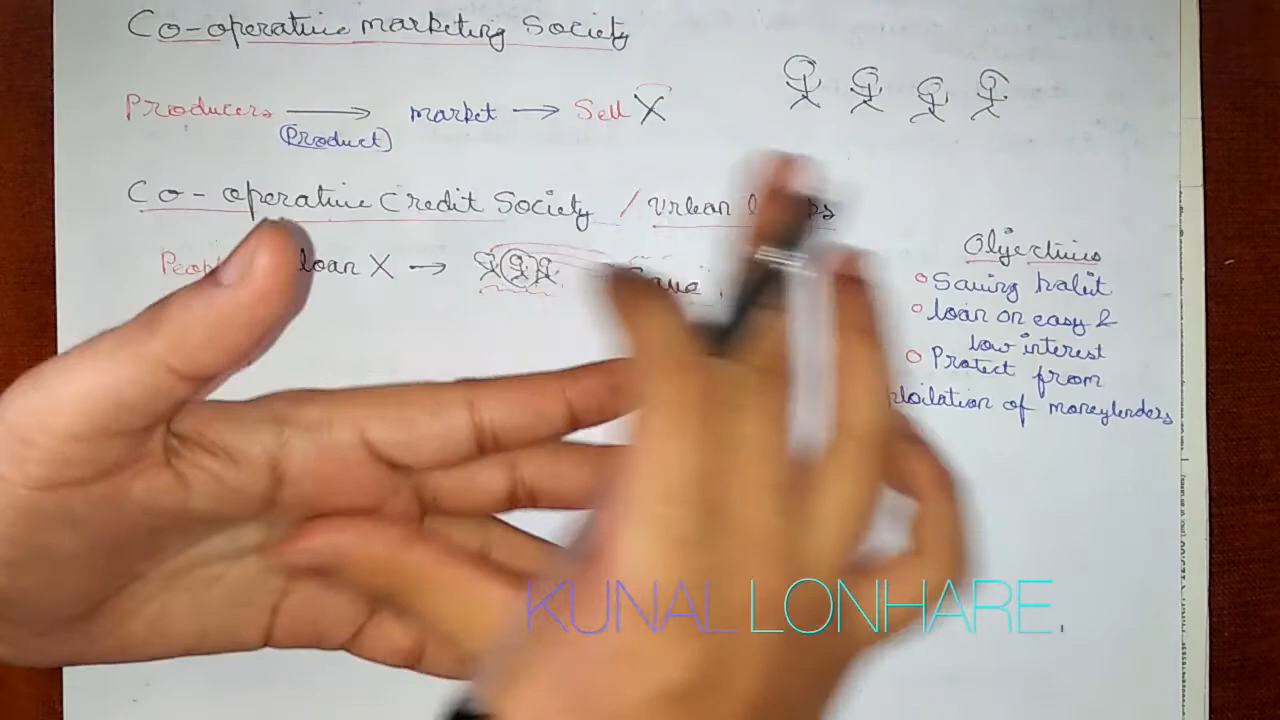 Co-operative marketing Society
Producers → market → Sell X
(Product)
Co-operative Credit Society / Urban
loan X →
Objectives
Saving habit
loan on easy &
low interest
Protect from
of moneylenders
KUNAL LONHARE.